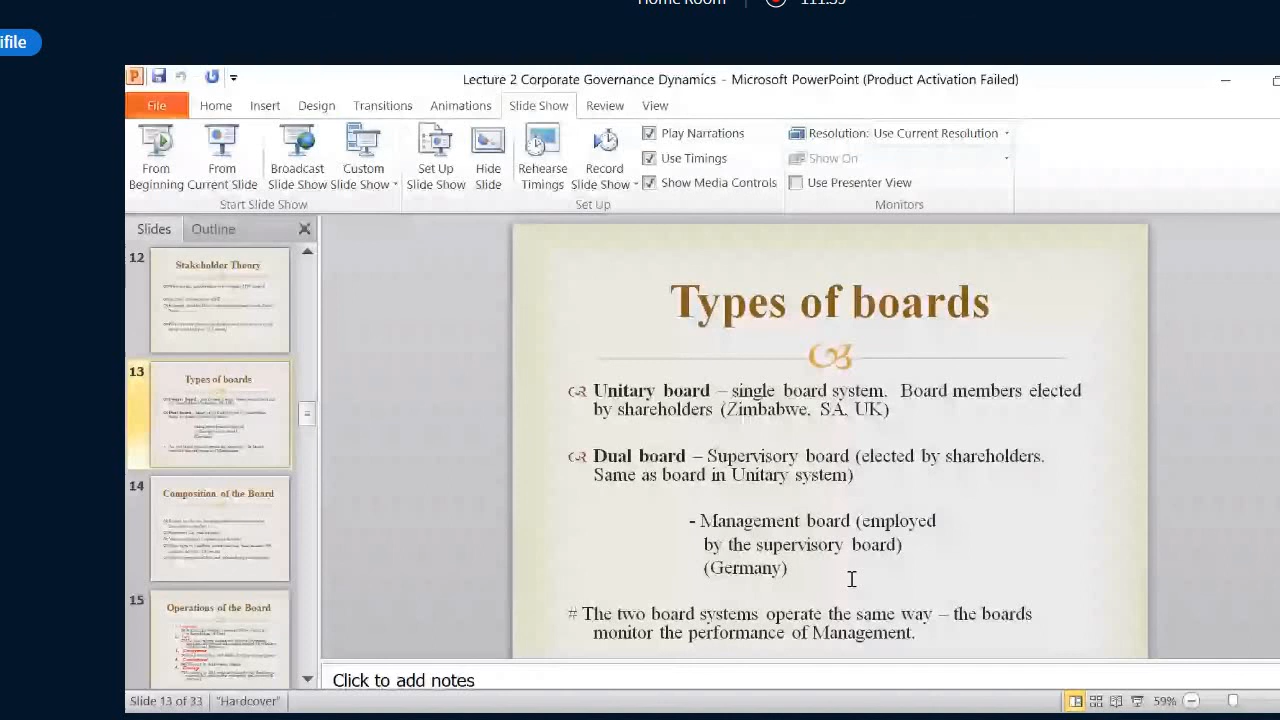 Home Room
111:35
ifile
Lecture 2 Corporate Governance Dynamics - Microsoft PowerPoint (Product Activation Failed)
File Home Insert Design Transitions Animations Slide Show Review View
From Beginning
From Current Slide
Broadcast Slide Show
Custom Slide Show
Set Up Slide Show
Hide Slide
Rehearse Timings
Record Slide Show
Play Narrations
Use Timings
Show Media Controls
Resolution: Use Current Resolution
Show On
Use Presenter View
Start Slide Show
Set Up
Monitors
Slides Outline
12
Stakeholder Theory
13
Types of boards
14
Composition of the Board
15
Operations of the Board
Types of boards
Unitary board – single board system. Board members elected
by shareholders (Zimbabwe, SA, UK)
Dual board – Supervisory board (elected by shareholders.
Same as board in Unitary system)
- Management board (employed
by the supervisory board)
(Germany)
# The two board systems operate the same way – the boards
monitor the performance of Management.
Click to add notes
Slide 13 of 33 "Hardcover"
59%